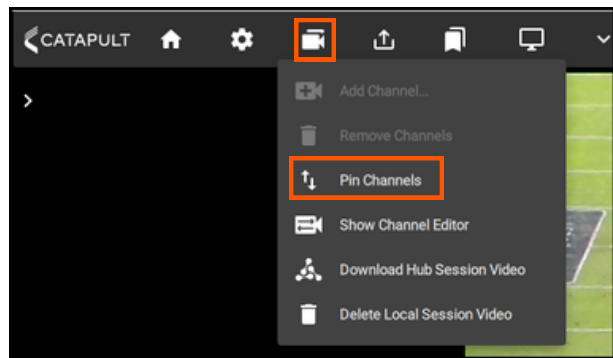 CATAPULT
Add Channel...
Remove Channels
Pin Channels
Show Channel Editor
Download Hub Session Video
Delete Local Session Video